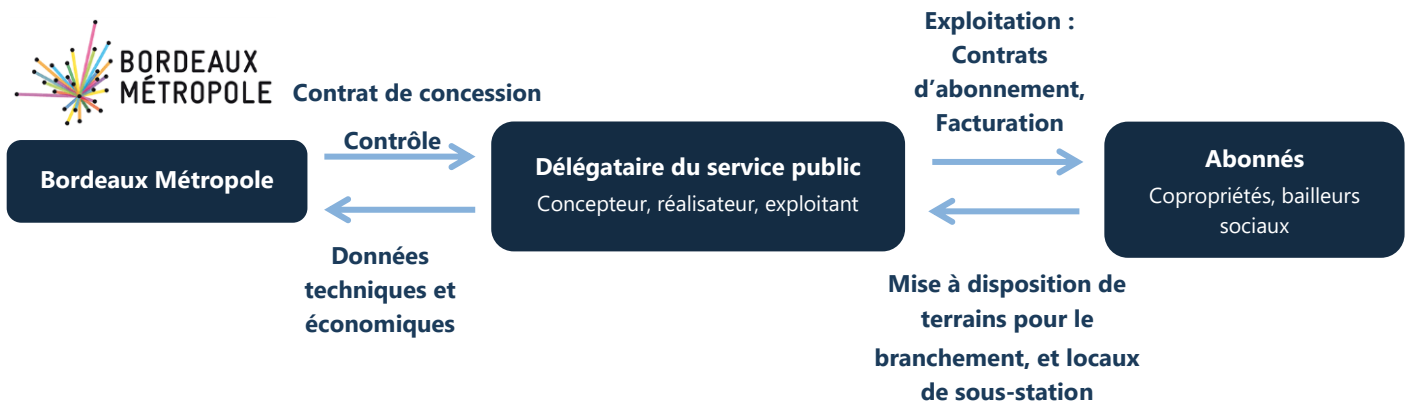 BORDEAUX
MÉTROPOLE
Contrat de concession
Contrôle
Bordeaux Métropole
Données
techniques et
économiques
Délégataire du service public
Concepteur, réalisateur, exploitant
Exploitation :
Contrats
d'abonnement,
Facturation
Mise à disposition de
terrains pour le
branchement, et locaux
de sous-station
Abonnés
Copropriétés, bailleurs
sociaux